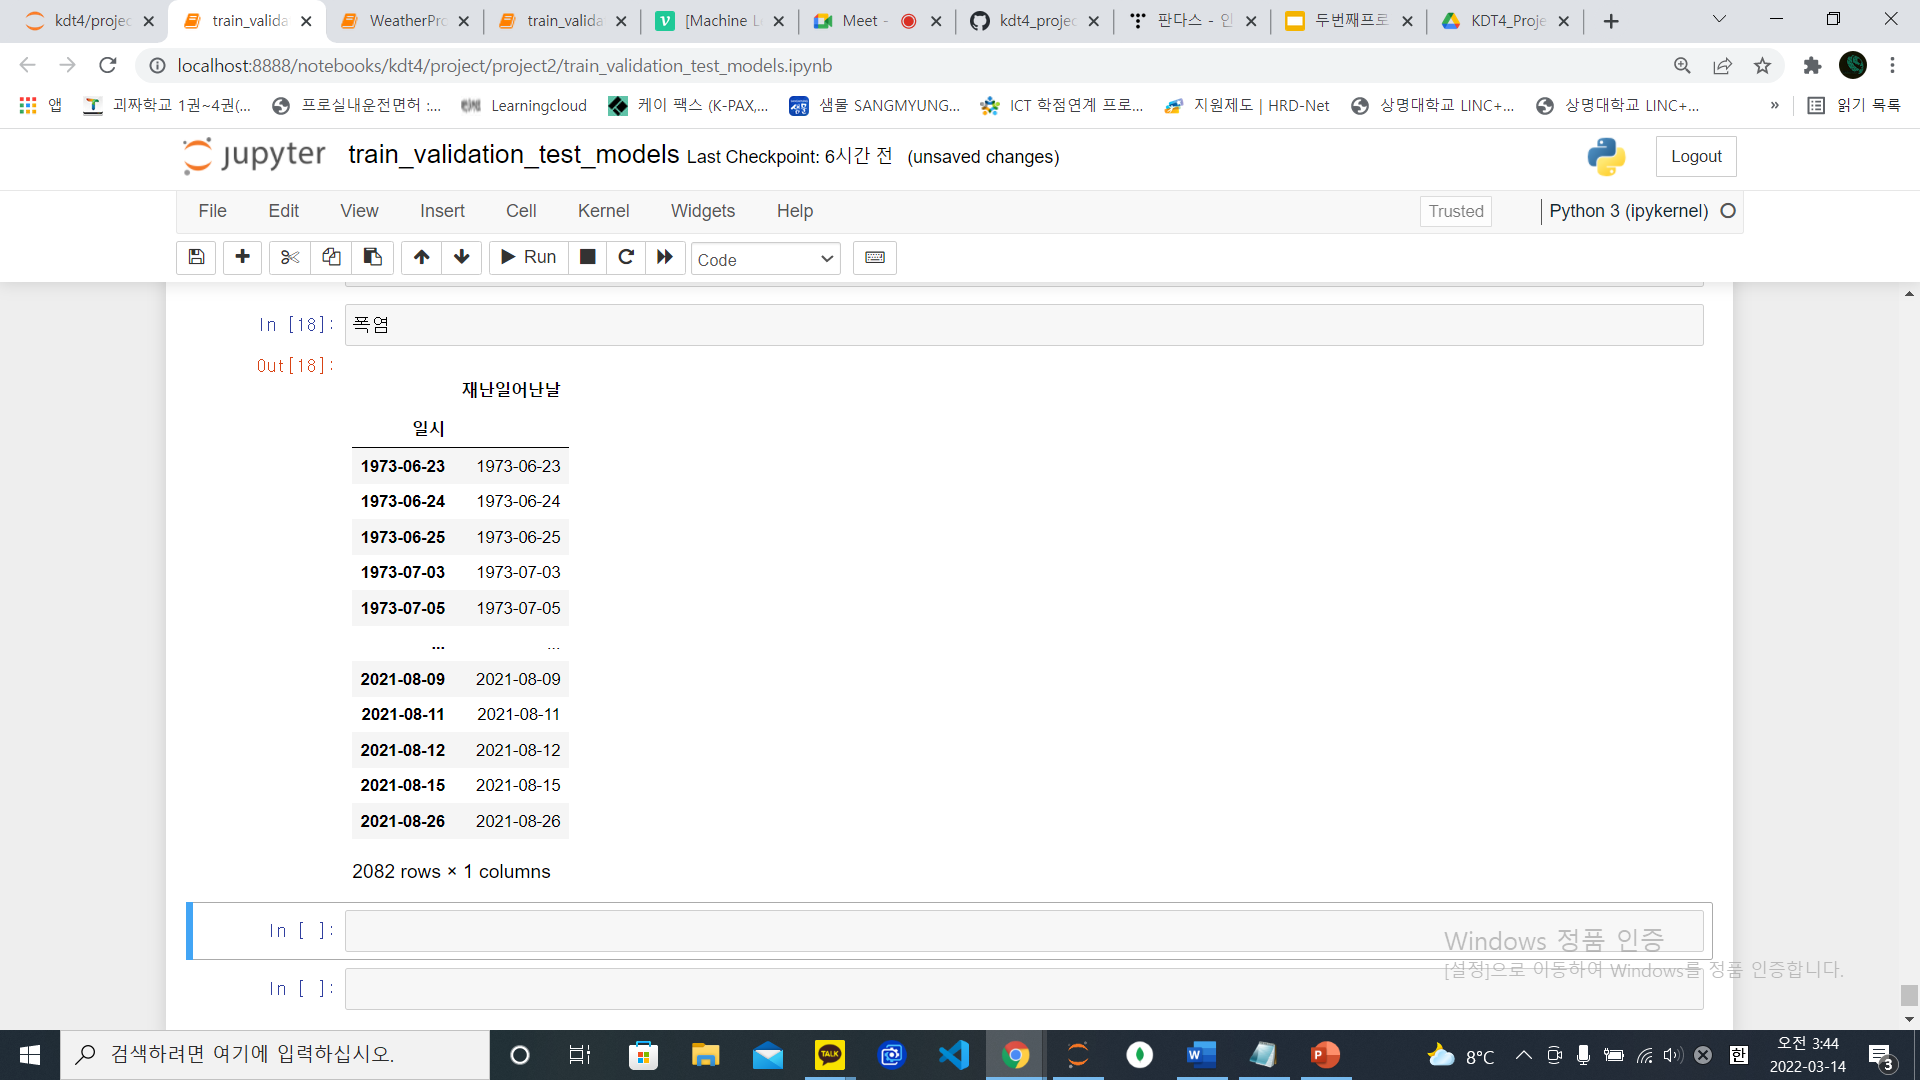 kdt4/projec
train_valida
WeatherPro
train_valida
[Machine Le
Meet -
kdt4_projec
판다스 - 인
두번째프로
KDT4_Proje
localhost:8888/notebooks/kdt4/project/project2/train_validation_test_models.ipynb
앱
괴짜학교 1권~4권(...
프로실내운전면허 :...
Learningcloud
케이 팩스 (K-PAX,...
샘물 SANGMYUNG...
ICT 학점연계 프로...
지원제도 | HRD-Net
상명대학교 LINC+...
상명대학교 LINC+...
»
읽기 목록
jupyter train_validation_test_models Last Checkpoint: 6시간 전 (unsaved changes)
Logout
File Edit View Insert Cell Kernel Widgets Help
Trusted
Python 3 (ipykernel)
Run
Code
In [18]: 폭염
Out[18]:
재난일어난날
일시
1973-06-23 1973-06-23
1973-06-24 1973-06-24
1973-06-25 1973-06-25
1973-07-03 1973-07-03
1973-07-05 1973-07-05
... ...
2021-08-09 2021-08-09
2021-08-11 2021-08-11
2021-08-12 2021-08-12
2021-08-15 2021-08-15
2021-08-26 2021-08-26
2082 rows × 1 columns
In [ ]:
Windows 정품 인증
[설정]으로 이동하여 Windows를 정품 인증합니다.
In [ ]:
검색하려면 여기에 입력하십시오.
TALK
8°C
한
오전 3:44
2022-03-14
3